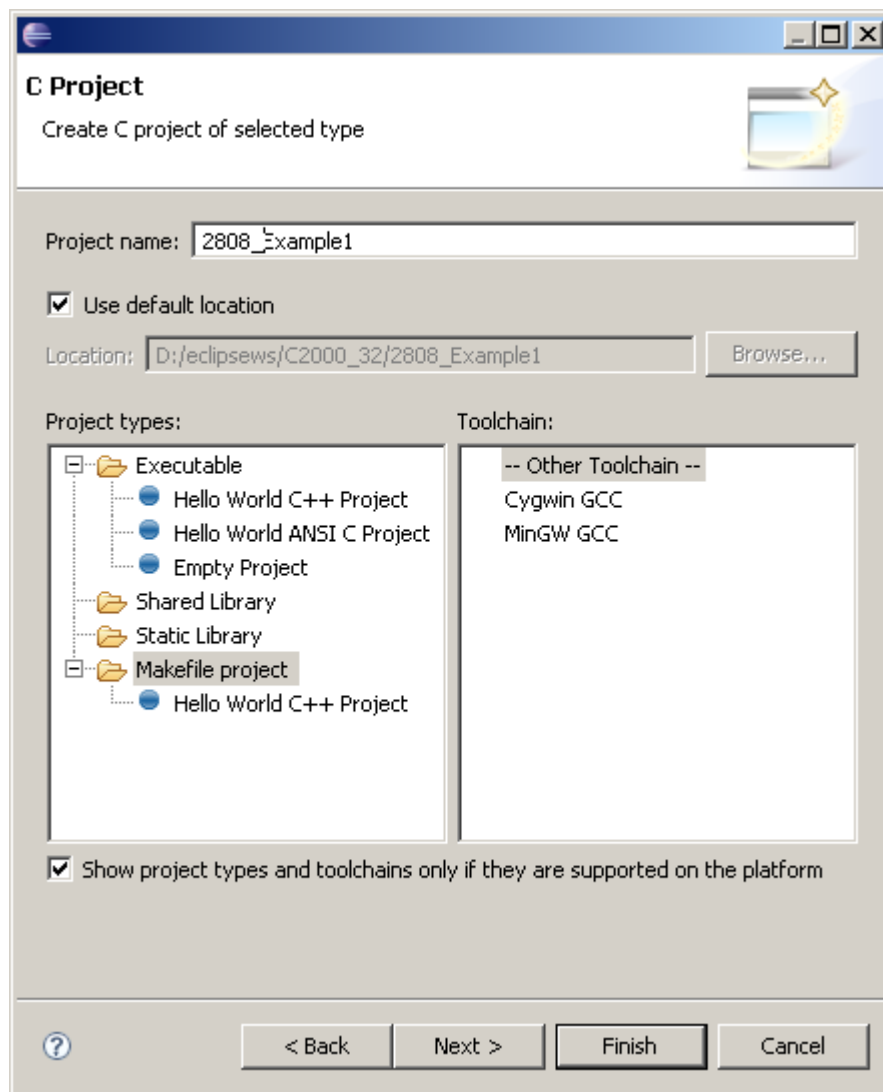 C Project
Create C project of selected type
Project name: 2808_Example1
Use default location
Location: D:/eclipsews/C2000_32/2808_Example1 Browse...
Project types: Toolchain:
Executable -- Other Toolchain --
Hello World C++ Project Cygwin GCC
Hello World ANSI C Project MinGW GCC
Empty Project
Shared Library
Static Library
Makefile project
Hello World C++ Project
Show project types and toolchains only if they are supported on the platform
? < Back Next > Finish Cancel